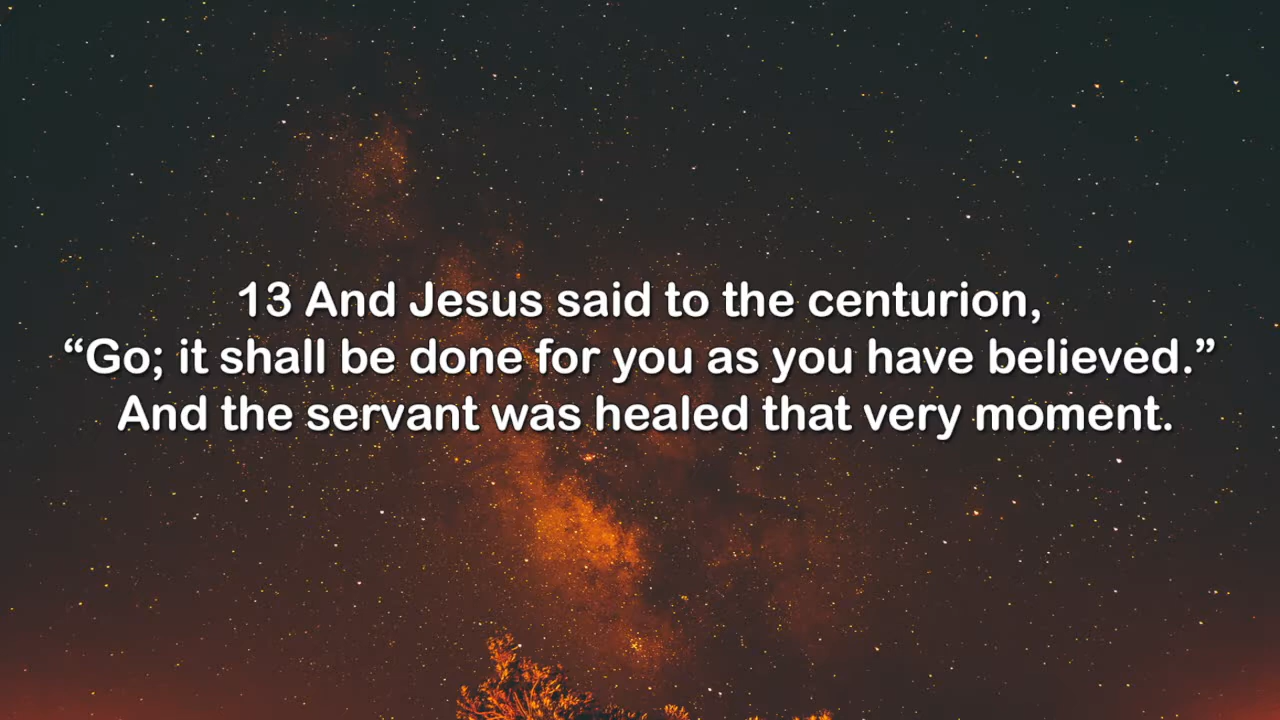 13 And Jesus said to the centurion,
“Go; it shall be done for you as you have believed.”
And the servant was healed that very moment.